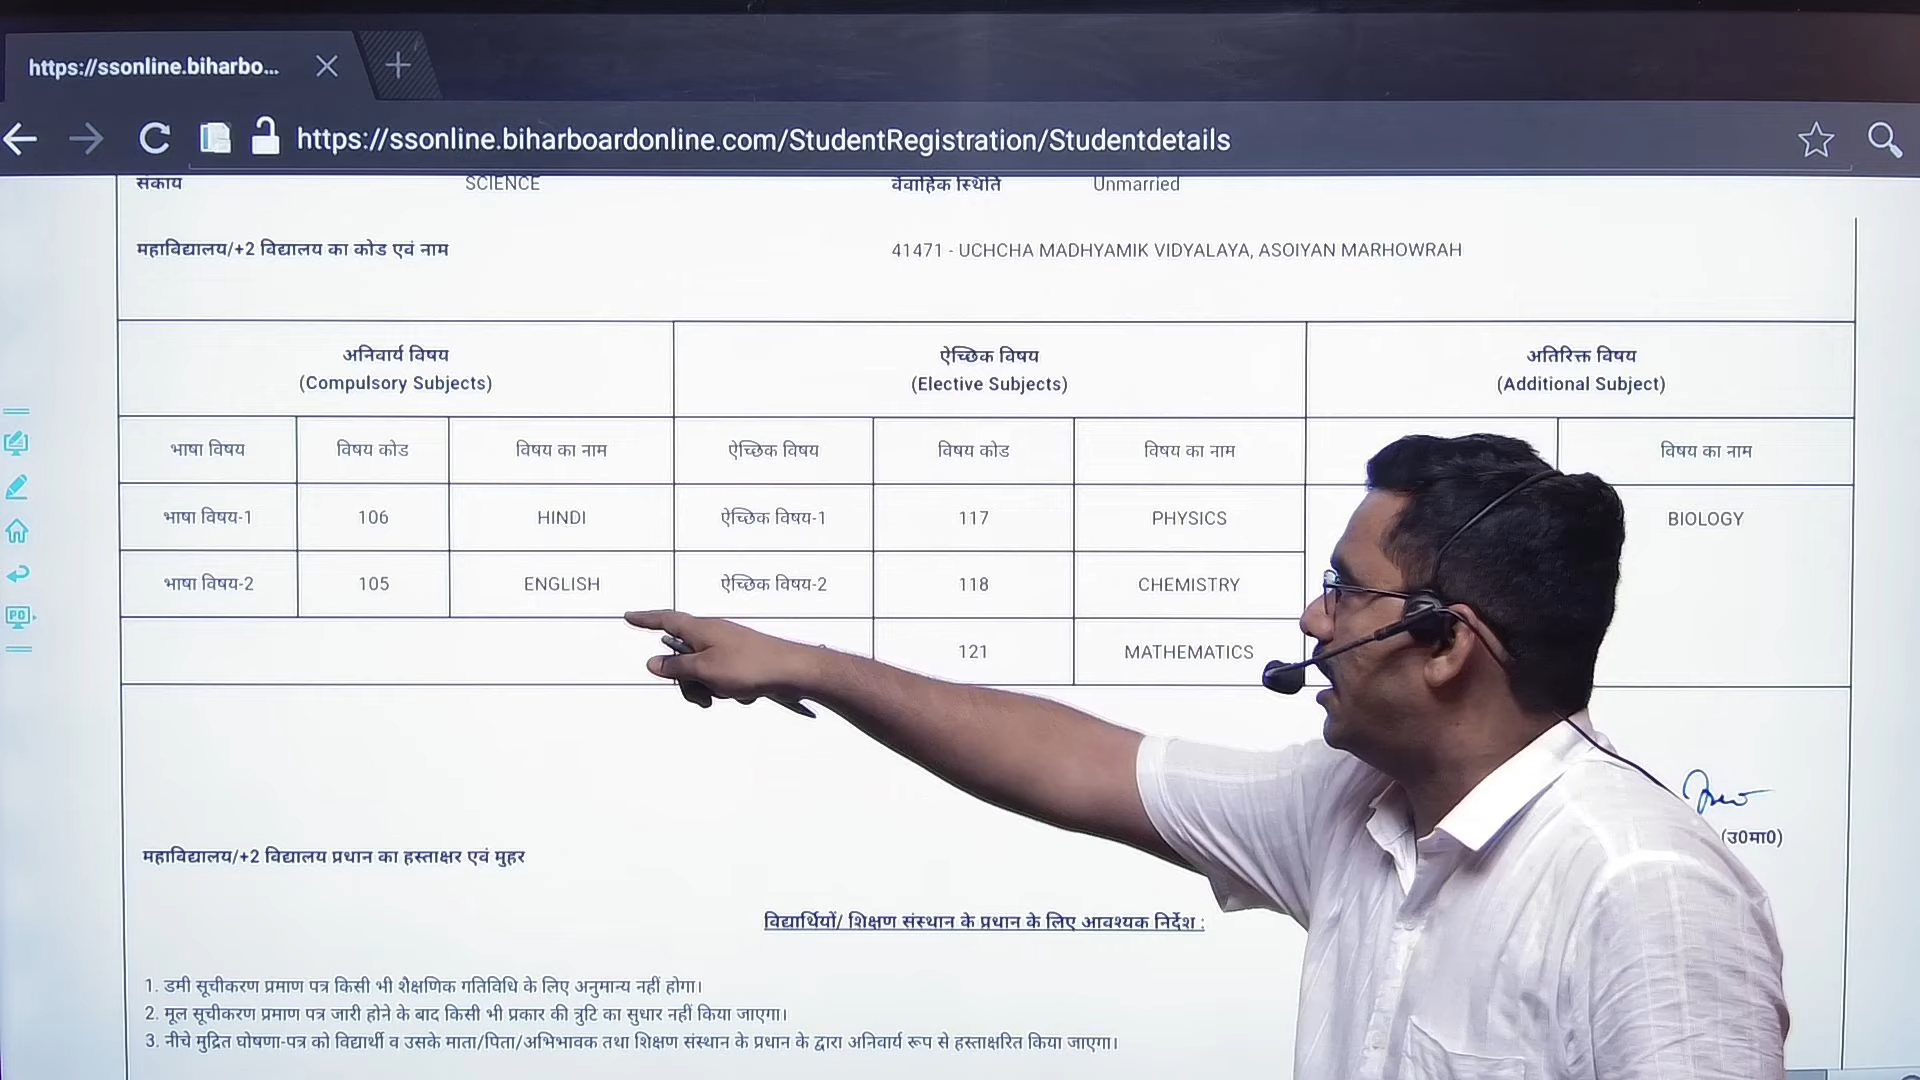 https://ssonline.biharbo...
https://ssonline.biharboardonline.com/StudentRegistration/Studentdetails
संकाय SCIENCE वैवाहिक स्थिति Unmarried
महाविद्यालय/+2 विद्यालय का कोड एवं नाम 41471 - UCHCHA MADHYAMIK VIDYALAYA, ASOIYAN MARHOWRAH
अनिवार्य विषय ऐच्छिक विषय अतिरिक्त विषय
(Compulsory Subjects) (Elective Subjects) (Additional Subject)
भाषा विषय विषय कोड विषय का नाम ऐच्छिक विषय विषय कोड विषय का नाम विषय का नाम
भाषा विषय-1 106 HINDI ऐच्छिक विषय-1 117 PHYSICS BIOLOGY
भाषा विषय-2 105 ENGLISH ऐच्छिक विषय-2 118 CHEMISTRY
121 MATHEMATICS
(उ0मा0)
महाविद्यालय/+2 विद्यालय प्रधान का हस्ताक्षर एवं मुहर
विद्यार्थियों/ शिक्षण संस्थान के प्रधान के लिए आवश्यक निर्देश :
1. डमी सूचीकरण प्रमाण पत्र किसी भी शैक्षणिक गतिविधि के लिए अनुमान्य नहीं होगा।
2. मूल सूचीकरण प्रमाण पत्र जारी होने के बाद किसी भी प्रकार की त्रुटि का सुधार नहीं किया जाएगा।
3. नीचे मुद्रित घोषणा-पत्र को विद्यार्थी व उसके माता/पिता/अभिभावक तथा शिक्षण संस्थान के प्रधान के द्वारा अनिवार्य रूप से हस्ताक्षरित किया जाएगा।